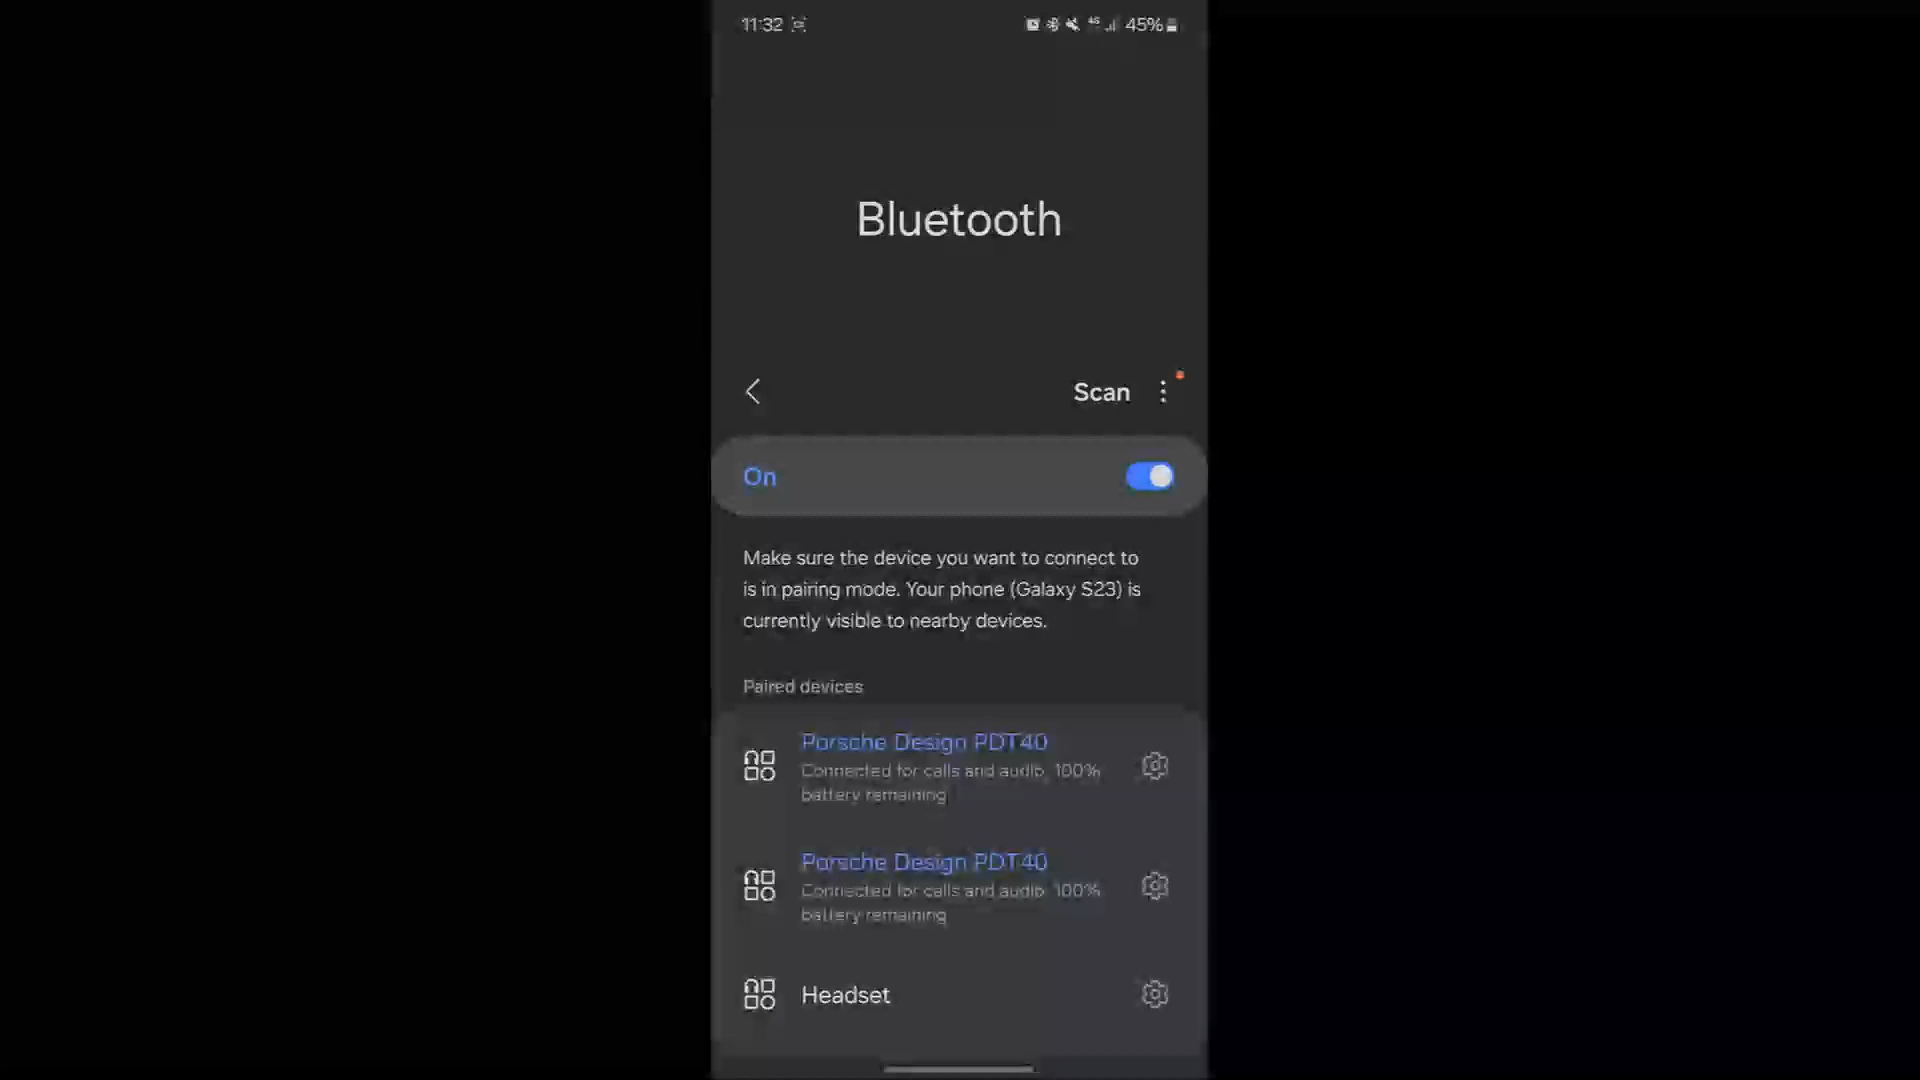 11:32 4G 45%
Bluetooth
Scan
On
Make sure the device you want to connect to
is in pairing mode. Your phone (Galaxy S23) is
currently visible to nearby devices.
Paired devices
Porsche Design PDT40
Connected for calls and audio, 100%
battery remaining
Porsche Design PDT40
Connected for calls and audio, 100%
battery remaining
Headset